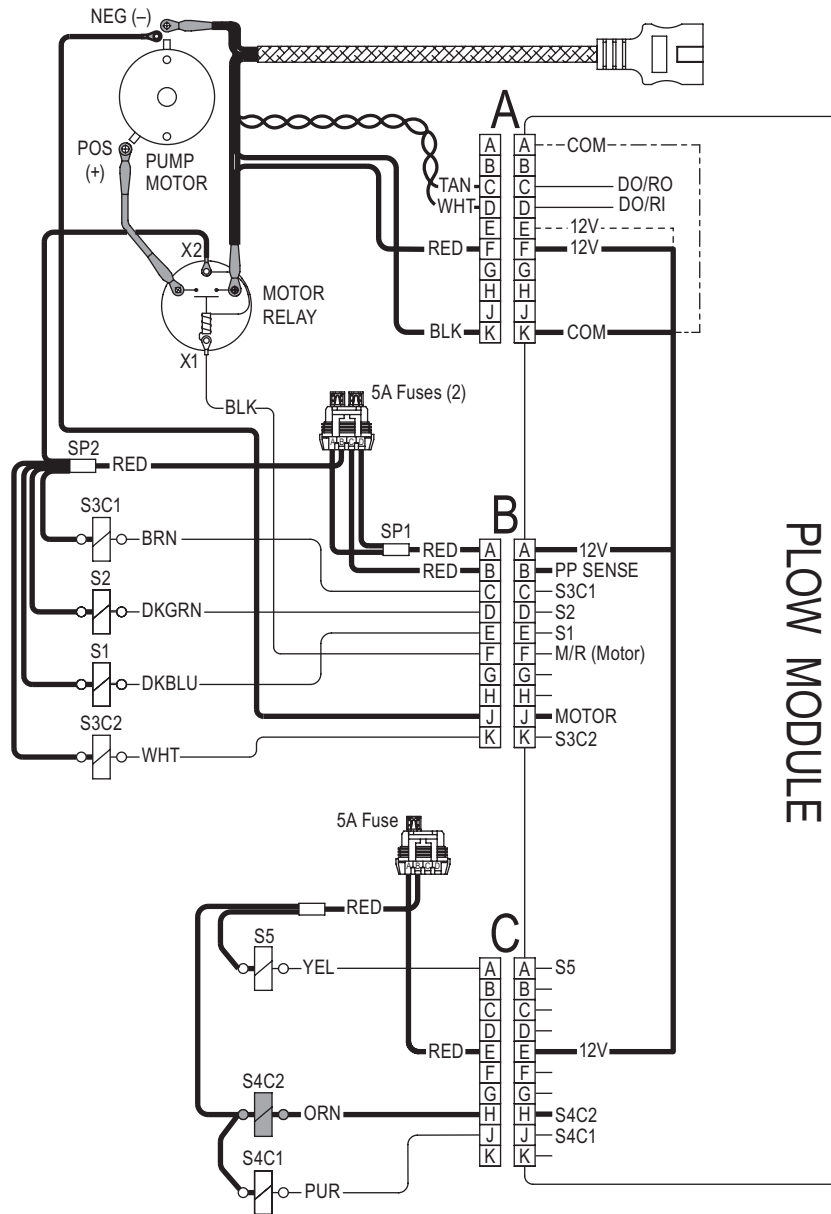 NEG (–)
A
POS
(+)
PUMP
MOTOR
A A COM
B B
TAN C C DO/RO
WHT D D DO/RI
E E 12V
RED F F 12V
G G
H H
J J
BLK K K COM
X2
MOTOR
RELAY
X1
BLK
5A Fuses (2)
A B C D
SP2
RED
B
S3C1
SP1
BRN
RED A A 12V
RED B B PP SENSE
C C S3C1
S2
DKGRN
D D S2
E E S1
F F M/R (Motor)
S1
DKBLU
G G
H H
J J MOTOR
K K S3C2
S3C2
WHT
PLOW MODULE
5A Fuse
A B C D
RED
C
S5
YEL
A A S5
B B
C C
D D
RED E E 12V
F F
G G
S4C2
ORN
H H S4C2
J J S4C1
K K
S4C1
PUR